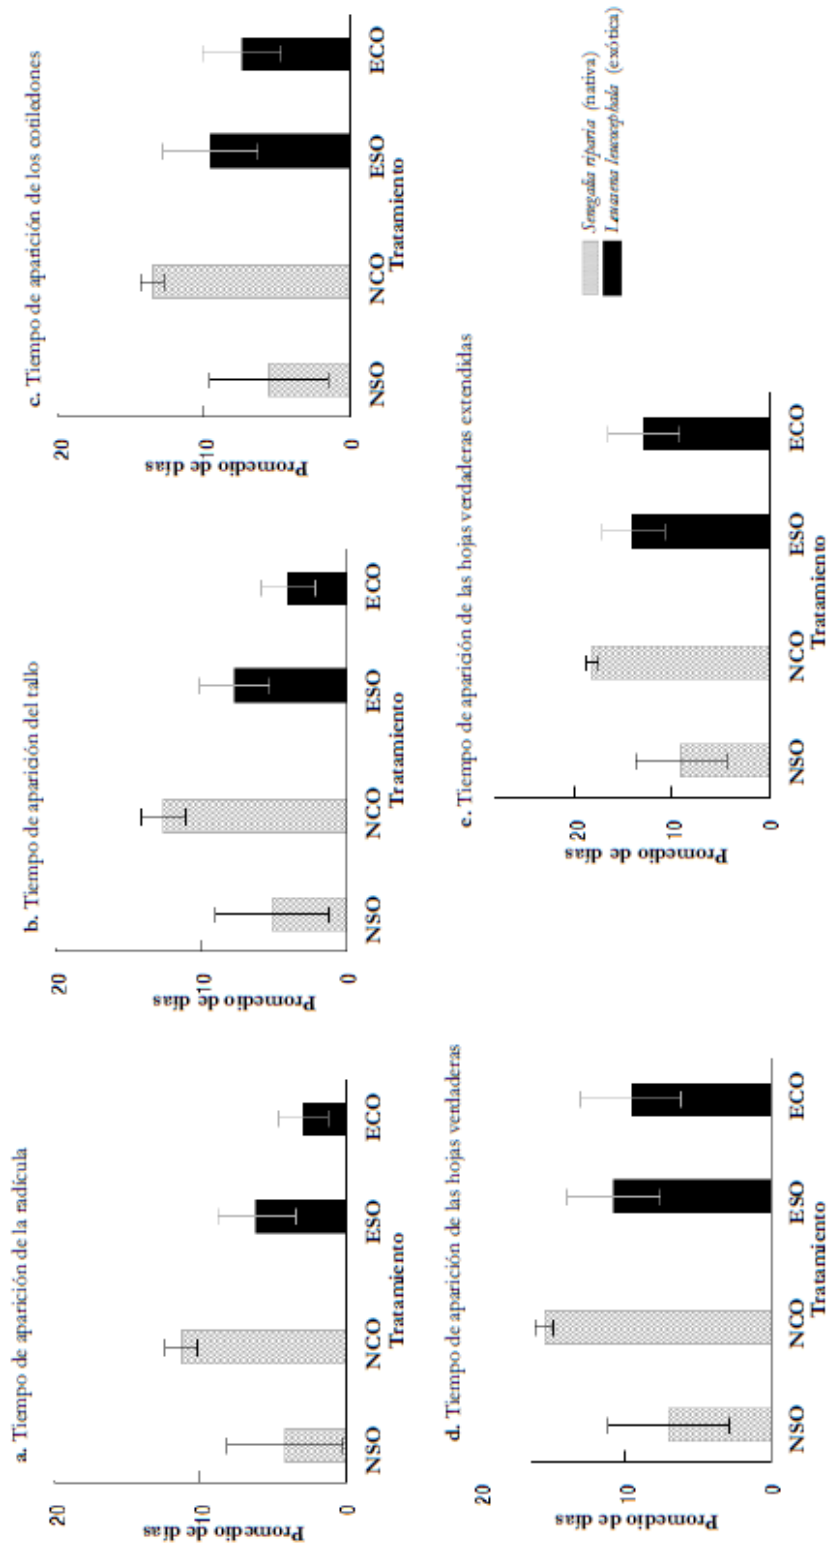 a. Tiempo de aparición de la radícula
20
10
0
Promedio de días
NSO NCO ESO ECO
Tratamiento
b. Tiempo de aparición del tallo
20
10
0
Promedio de días
NSO NCO ESO ECO
Tratamiento
c. Tiempo de aparición de los cotiledones
20
10
0
Promedio de días
NSO NCO ESO ECO
Tratamiento
d. Tiempo de aparición de las hojas verdaderas
20
10
0
Promedio de días
NSO NCO ESO ECO
Tratamiento
e. Tiempo de aparición de las hojas verdaderas extendidas
20
10
0
Promedio de días
NSO NCO ESO ECO
Tratamiento
Senegalia riparia (nativa)
Leucaena leucocephala (exótica)